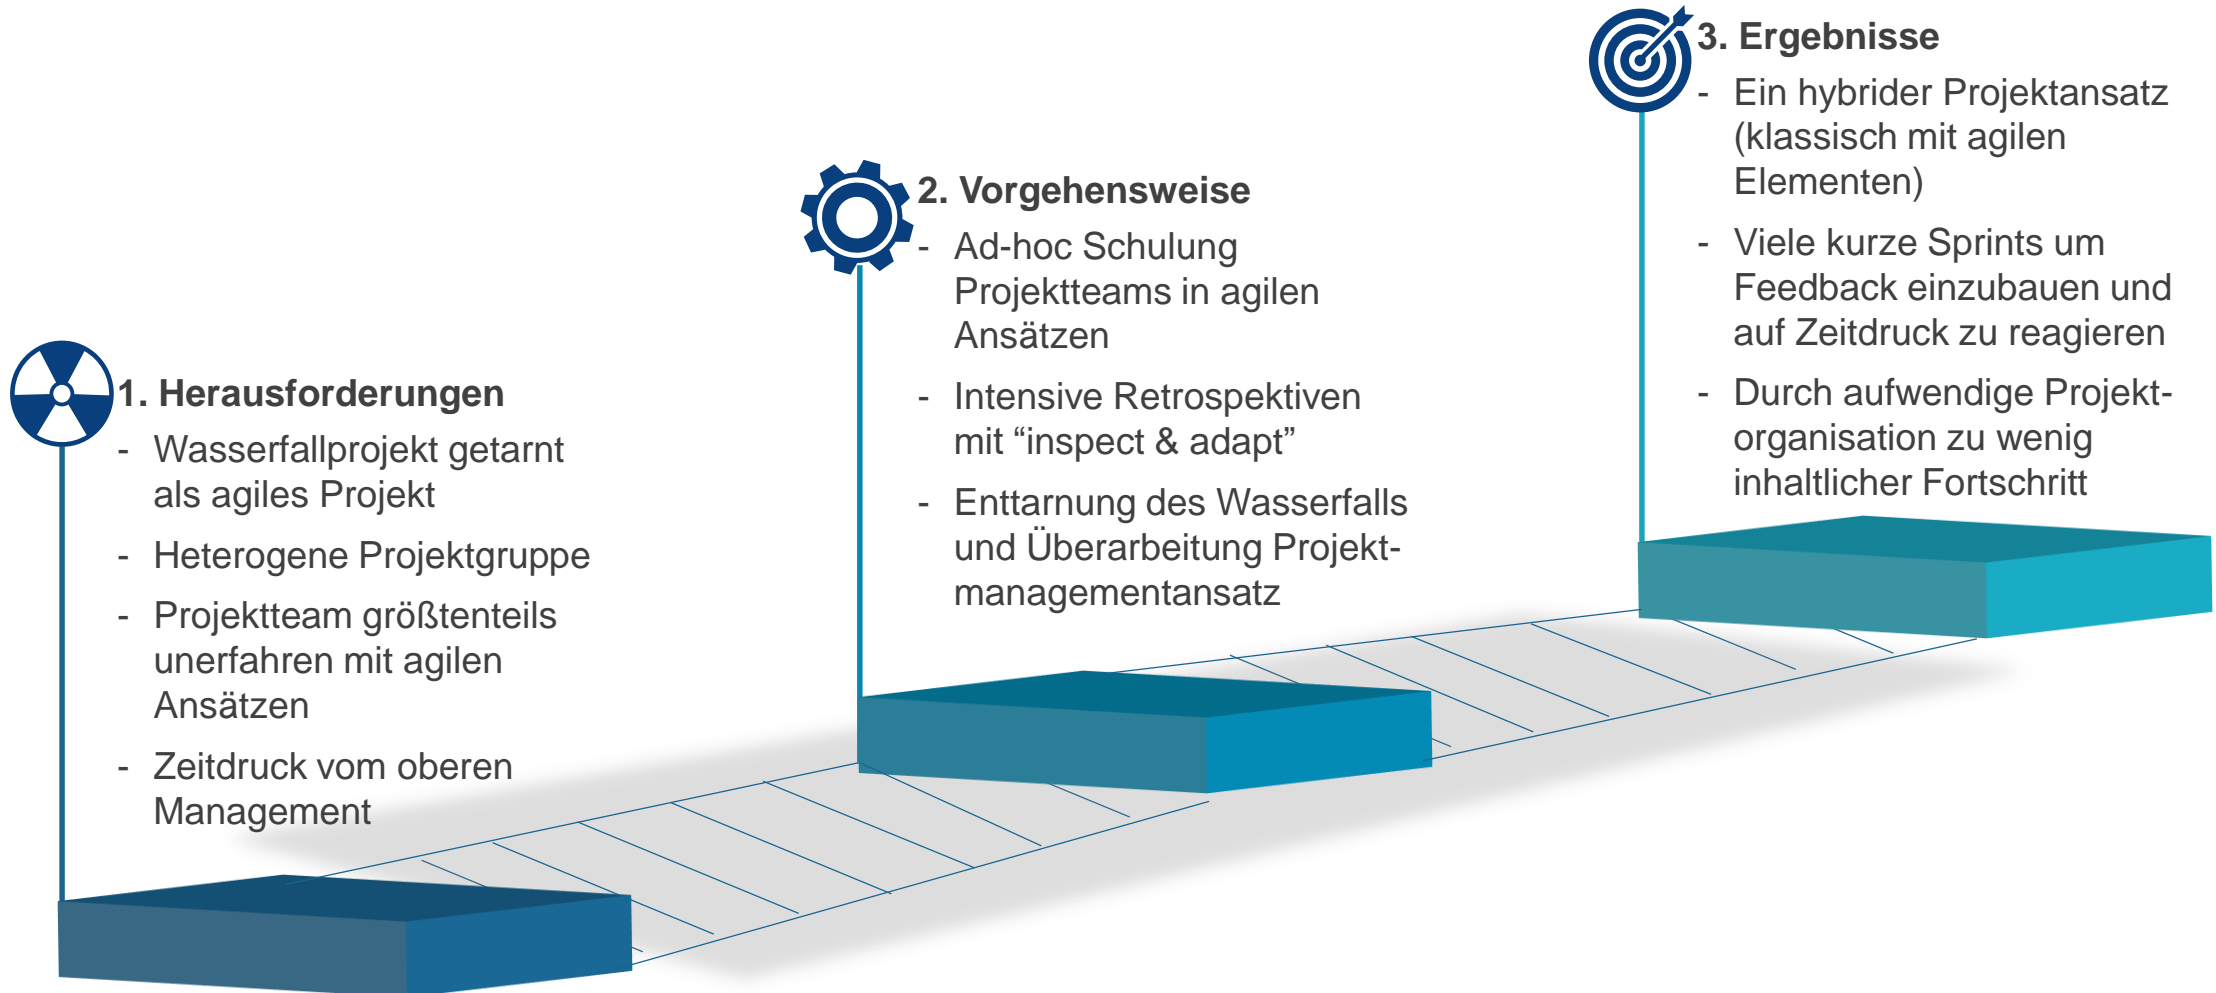 1. Herausforderungen
- Wasserfallprojekt getarnt
als agiles Projekt
- Heterogene Projektgruppe
- Projektteam größtenteils
unerfahren mit agilen
Ansätzen
- Zeitdruck vom oberen
Management
2. Vorgehensweise
- Ad-hoc Schulung
Projektteams in agilen
Ansätzen
- Intensive Retrospektiven
mit “inspect & adapt”
- Enttarnung des Wasserfalls
und Überarbeitung Projekt-
managementansatz
3. Ergebnisse
- Ein hybrider Projektansatz
(klassisch mit agilen
Elementen)
- Viele kurze Sprints um
Feedback einzubauen und
auf Zeitdruck zu reagieren
- Durch aufwendige Projekt-
organisation zu wenig
inhaltlicher Fortschritt